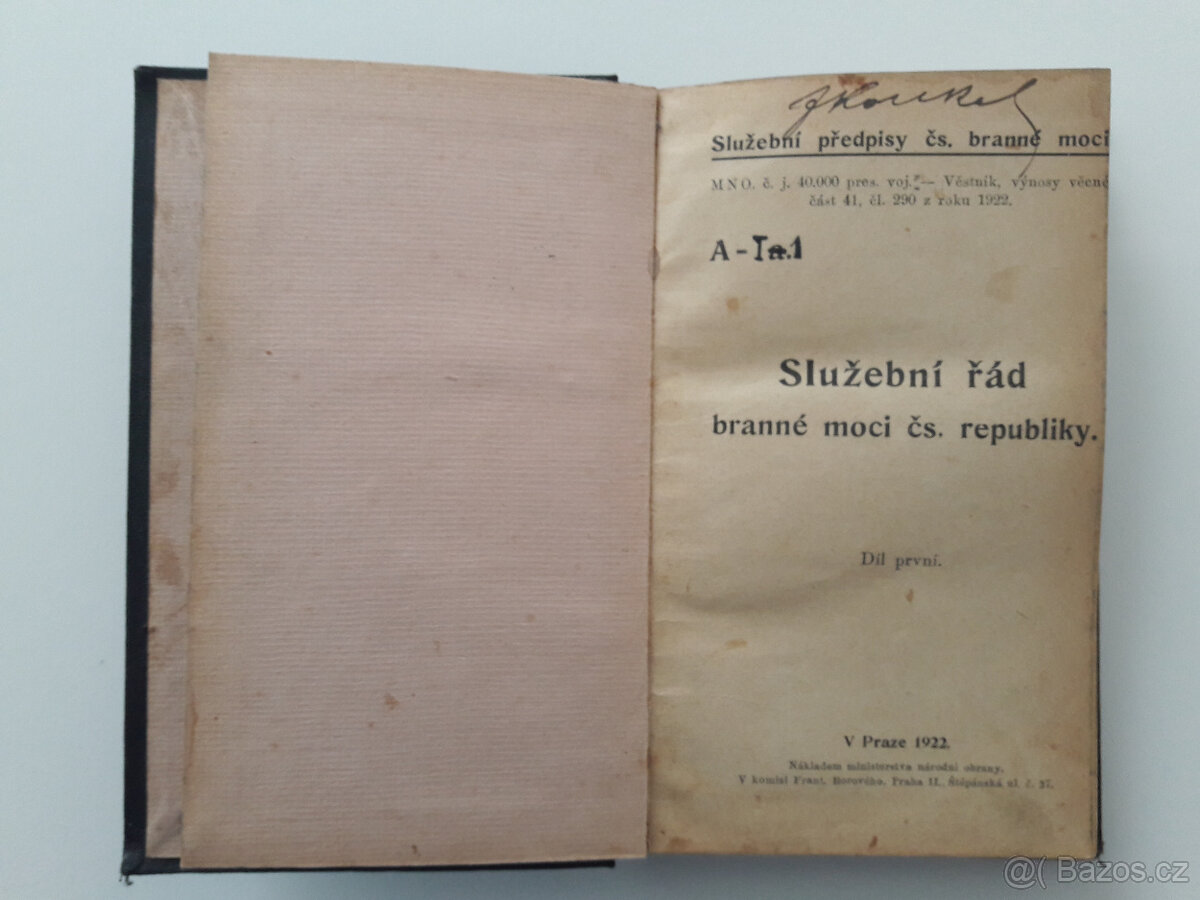 Služební předpisy čs. branné moci
MNO. č. j. 40.000 pres. voj. — Věstník, výnosy věcné
část 41, čl. 290 z roku 1922.
A-I
Služební řád
branné moci čs. republiky.
Díl první.
V Praze 1922.
Nákladem ministerstva národní obrany.
V komisi Frant. Borového, Praha II., Štěpánská ul. č. 37.
@( Bazos.cz